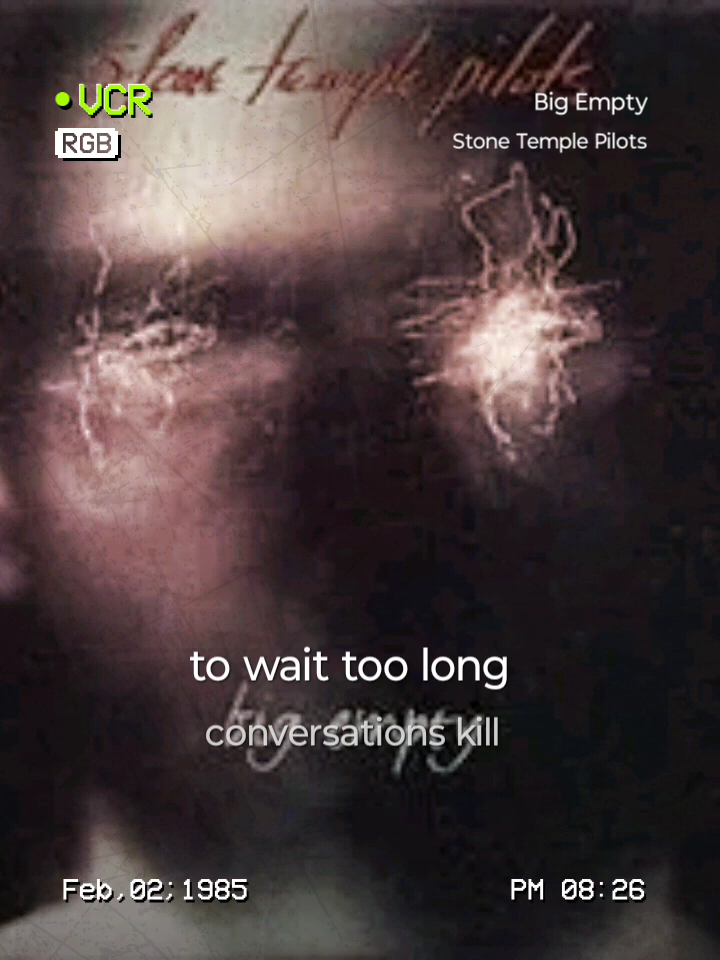 stone temple pilots
VCR
Big Empty
RGB
Stone Temple Pilots
to wait too long
big empty
conversations kill
Feb,02;1985
PM 08:26